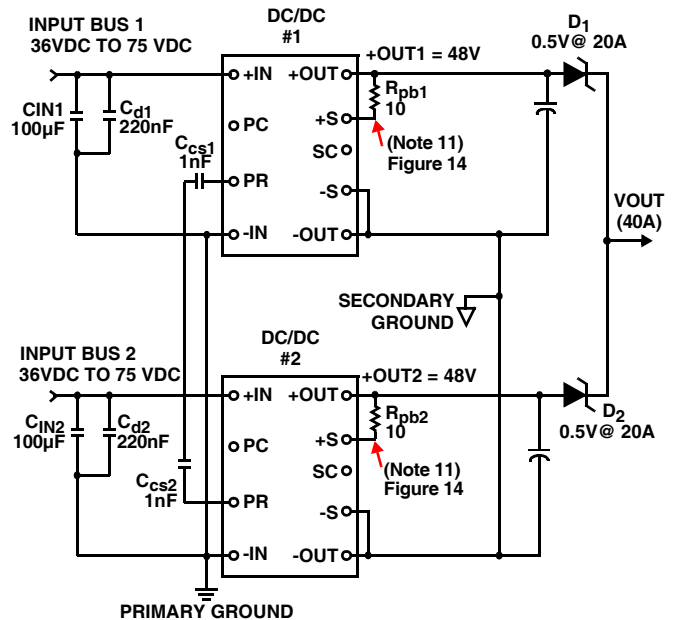 INPUT BUS 1
36VDC TO 75 VDC
DC/DC
#1
D1
0.5V@ 20A
+OUT1 = 48V
+IN
+OUT
CIN1
100µF
Cd1
220nF
Rpb1
10
PC
+S
(Note 11)
Figure 14
Ccs1
1nF
SC
PR
-S
-IN
-OUT
VOUT
(40A)
SECONDARY
GROUND
INPUT BUS 2
36VDC TO 75 VDC
DC/DC
#2
+OUT2 = 48V
+IN
+OUT
D2
0.5V@ 20A
CIN2
100µF
Cd2
220nF
Rpb2
10
PC
+S
(Note 11)
Figure 14
Ccs2
1nF
SC
PR
-S
-IN
-OUT
PRIMARY GROUND